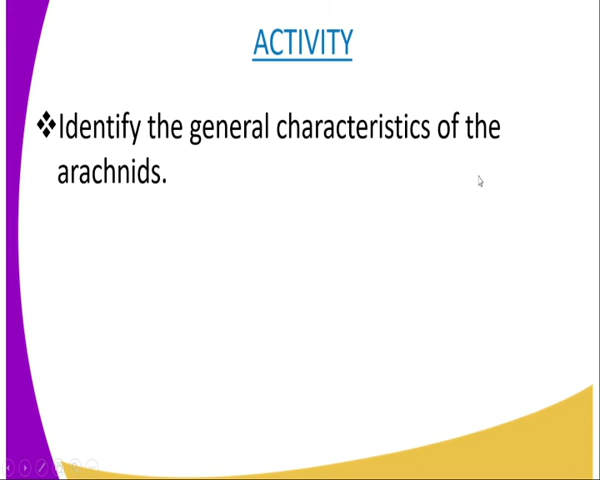 ACTIVITY
❖Identify the general characteristics of the
arachnids.